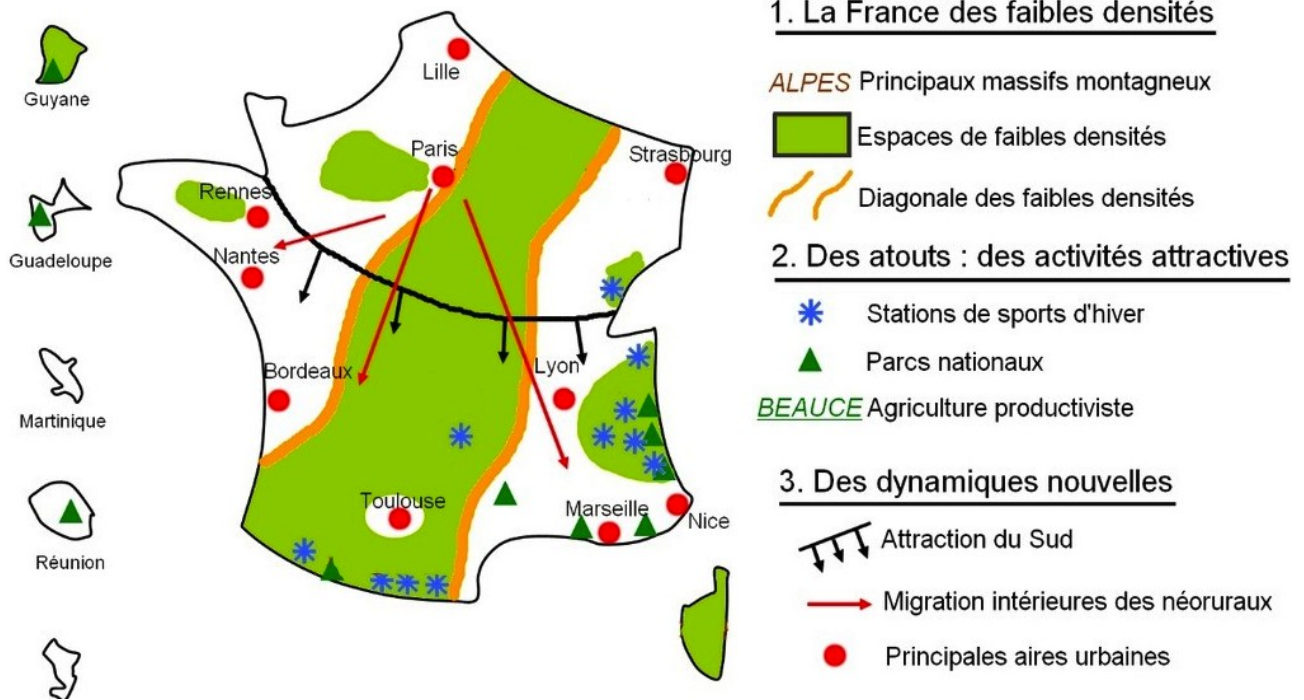 1. La France des faibles densités
ALPES Principaux massifs montagneux
Espaces de faibles densités
Diagonale des faibles densités
2. Des atouts : des activités attractives
Stations de sports d'hiver
Parcs nationaux
BEAUCE Agriculture productiviste
3. Des dynamiques nouvelles
Attraction du Sud
Migration intérieures des néoruraux
Principales aires urbaines
Guyane
Guadeloupe
Martinique
Réunion
Lille
Paris
Strasbourg
Rennes
Nantes
Bordeaux
Lyon
Toulouse
Marseille
Nice